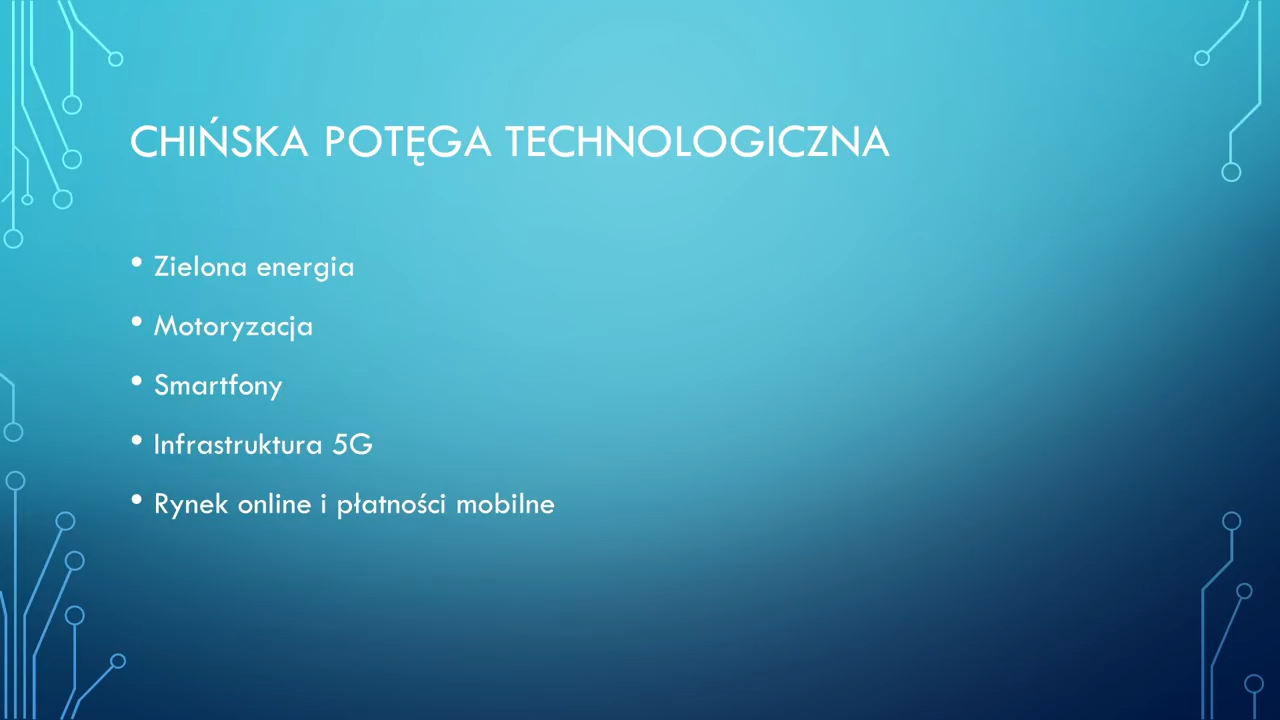 CHIŃSKA POTĘGA TECHNOLOGICZNA
• Zielona energia
• Motoryzacja
• Smartfony
• Infrastruktura 5G
• Rynek online i płatności mobilne